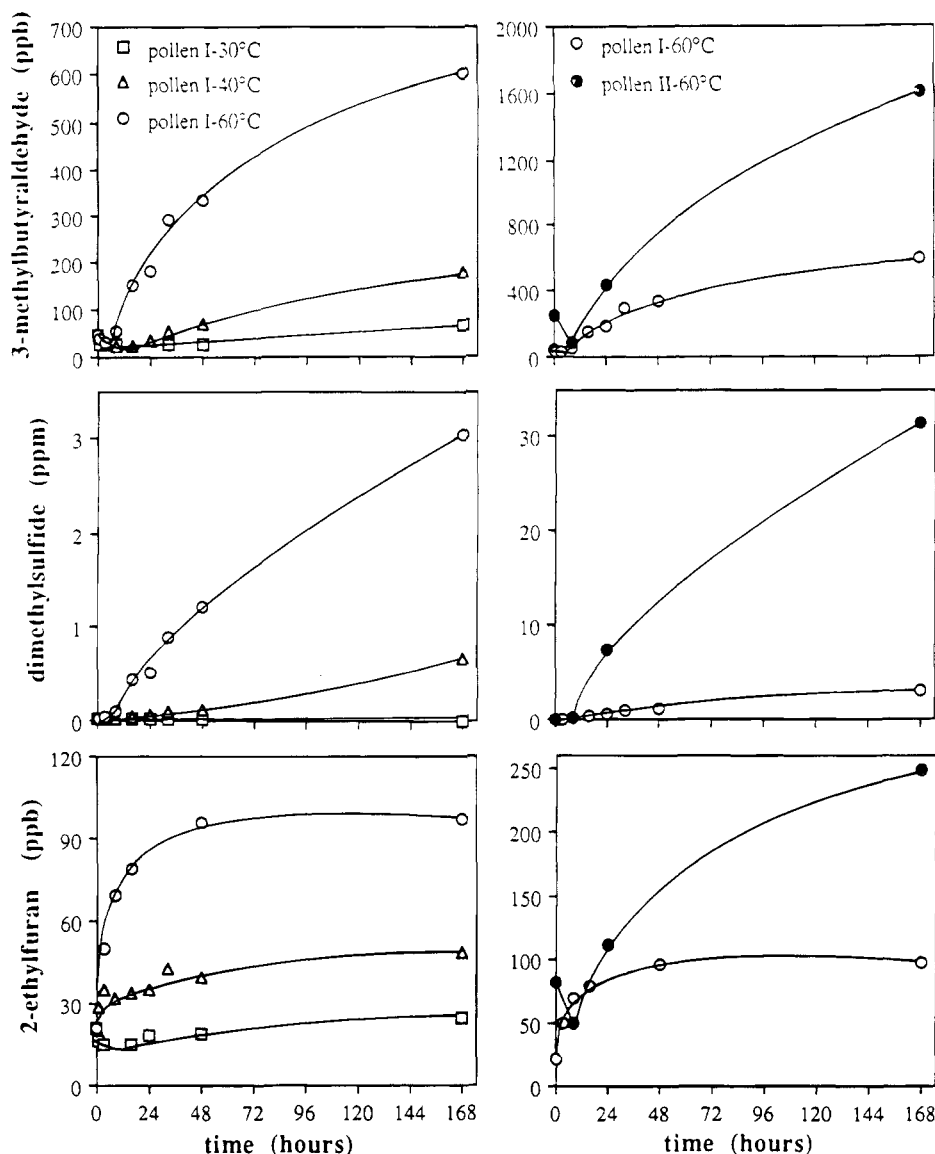 3-methylbutyraldehyde (ppb)
700
600
500
400
300
200
100
0
pollen I-30°C
pollen I-40°C
pollen I-60°C
2000
1600
1200
800
400
0
pollen I-60°C
pollen II-60°C
dimethylsulfide (ppm)
3
2
1
0
30
20
10
0
2-ethylfuran (ppb)
120
90
60
30
0
0 24 48 72 96 120 144 168
time (hours)
250
200
150
100
50
0
0 24 48 72 96 120 144 168
time (hours)